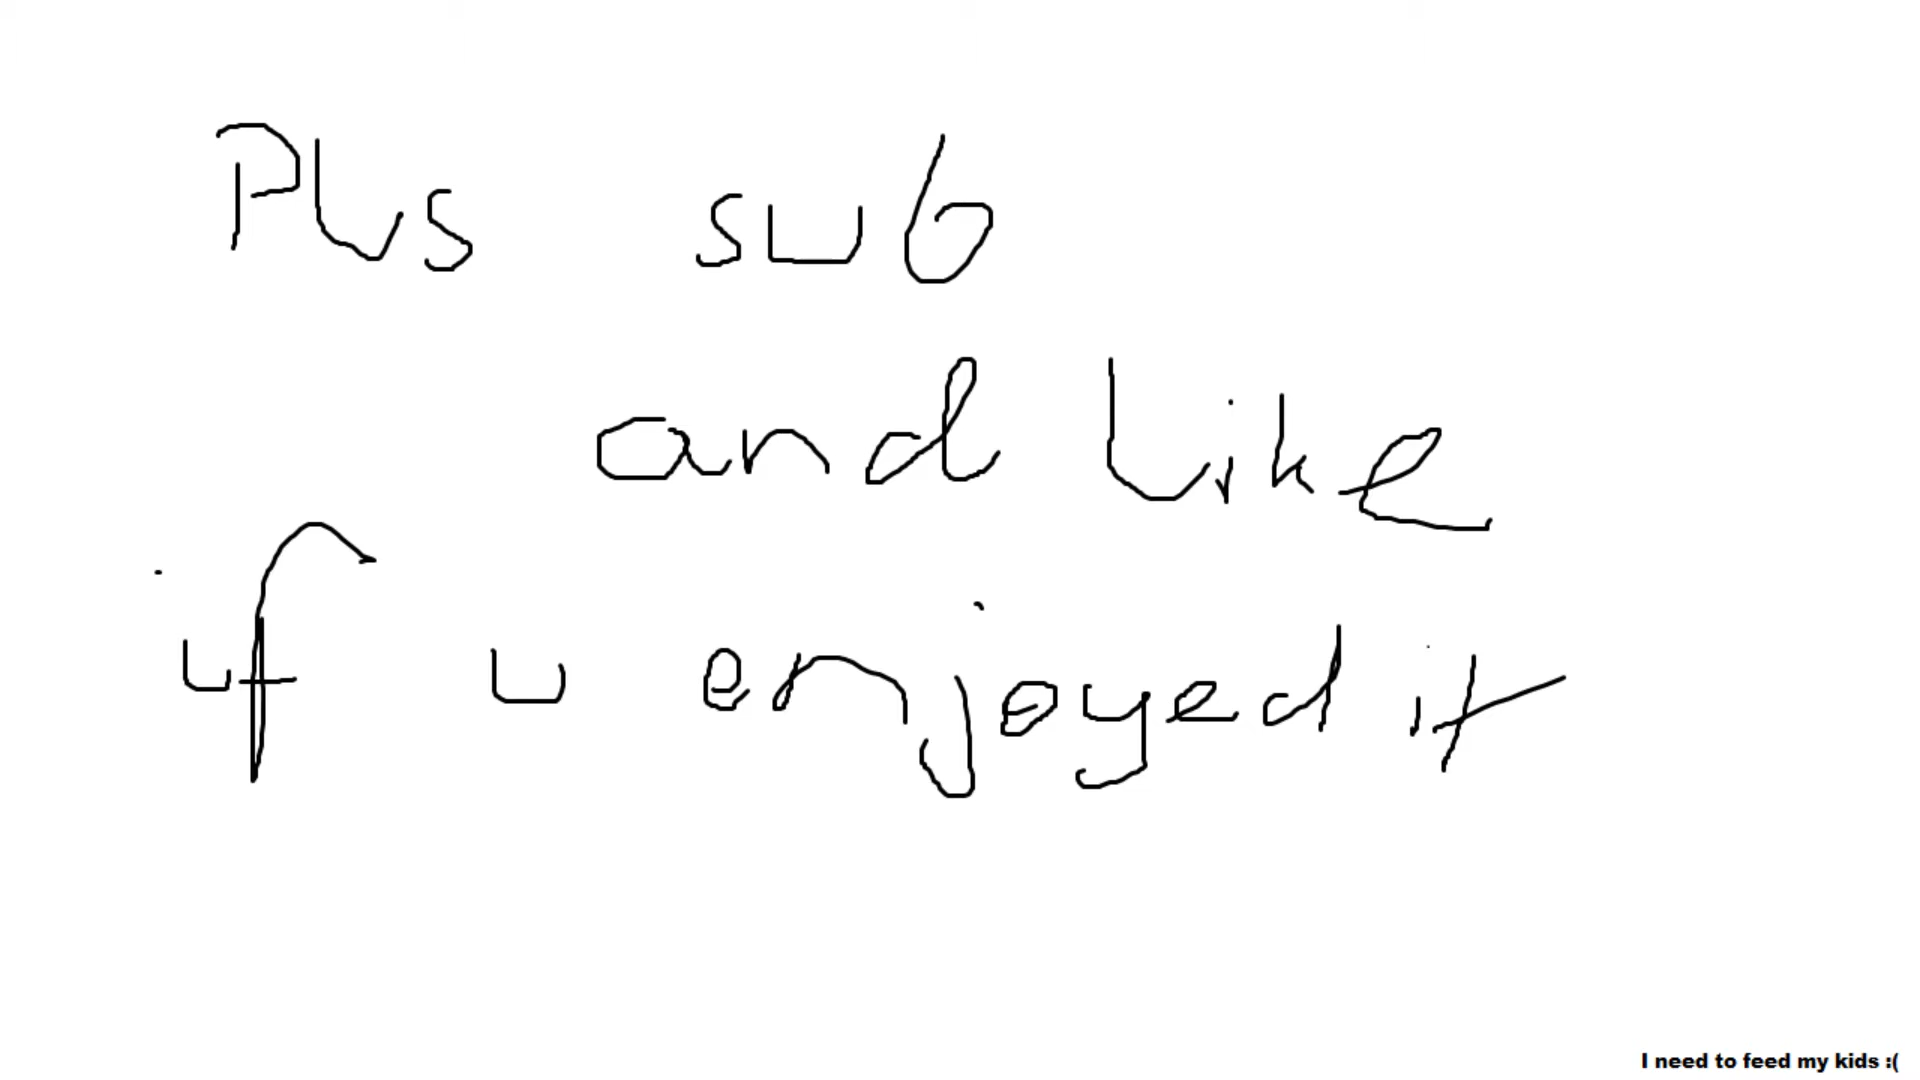 Pls sub
and like
if u enjoyed it
I need to feed my kids :(